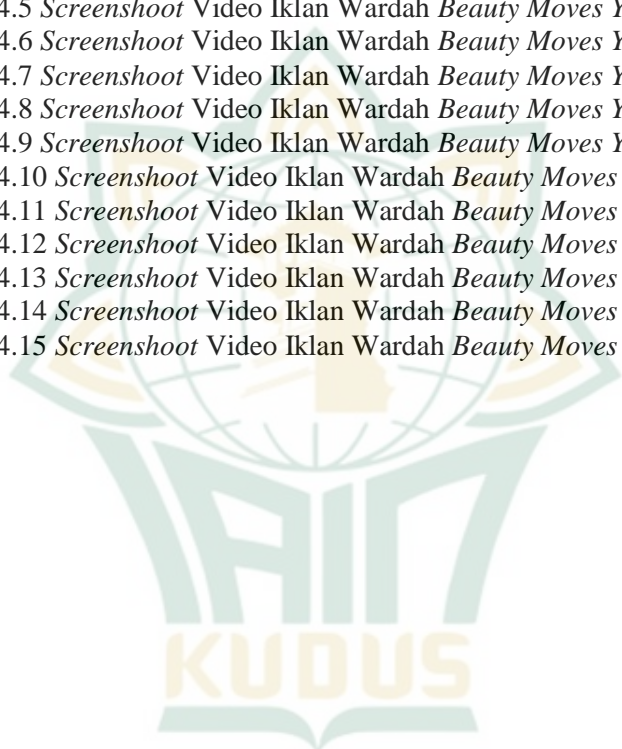 4.5 Screenshoot Video Iklan Wardah Beauty Moves Y
4.6 Screenshoot Video Iklan Wardah Beauty Moves Y
4.7 Screenshoot Video Iklan Wardah Beauty Moves Y
4.8 Screenshoot Video Iklan Wardah Beauty Moves Y
4.9 Screenshoot Video Iklan Wardah Beauty Moves Y
4.10 Screenshoot Video Iklan Wardah Beauty Moves
4.11 Screenshoot Video Iklan Wardah Beauty Moves
4.12 Screenshoot Video Iklan Wardah Beauty Moves
4.13 Screenshoot Video Iklan Wardah Beauty Moves
4.14 Screenshoot Video Iklan Wardah Beauty Moves
4.15 Screenshoot Video Iklan Wardah Beauty Moves
IAIN
KUDUS